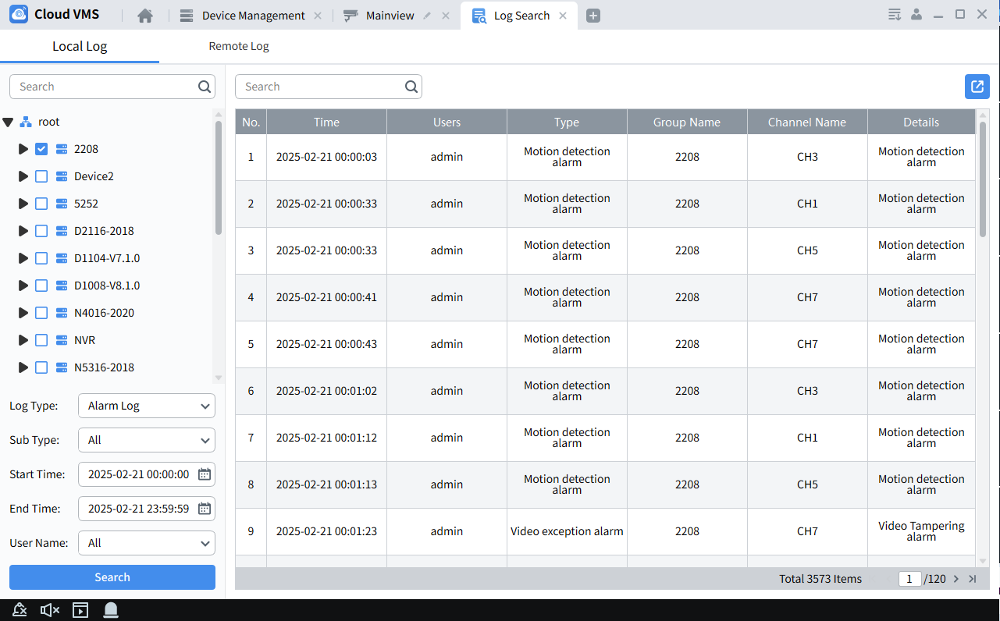 Cloud VMS
Device Management
Mainview
Log Search
Local Log
Remote Log
Search
root
2208
Device2
5252
D2116-2018
D1104-V7.1.0
D1008-V8.1.0
N4016-2020
NVR
N5316-2018
Log Type: Alarm Log
Sub Type: All
Start Time: 2025-02-21 00:00:00
End Time: 2025-02-21 23:59:59
User Name: All
Search
Search
No. Time Users Type Group Name Channel Name Details
1 2025-02-21 00:00:03 admin Motion detection alarm 2208 CH3 Motion detection alarm
2 2025-02-21 00:00:33 admin Motion detection alarm 2208 CH1 Motion detection alarm
3 2025-02-21 00:00:33 admin Motion detection alarm 2208 CH5 Motion detection alarm
4 2025-02-21 00:00:41 admin Motion detection alarm 2208 CH7 Motion detection alarm
5 2025-02-21 00:00:43 admin Motion detection alarm 2208 CH7 Motion detection alarm
6 2025-02-21 00:01:02 admin Motion detection alarm 2208 CH3 Motion detection alarm
7 2025-02-21 00:01:12 admin Motion detection alarm 2208 CH1 Motion detection alarm
8 2025-02-21 00:01:13 admin Motion detection alarm 2208 CH5 Motion detection alarm
9 2025-02-21 00:01:23 admin Video exception alarm 2208 CH7 Video Tampering alarm
Total 3573 Items 1 /120